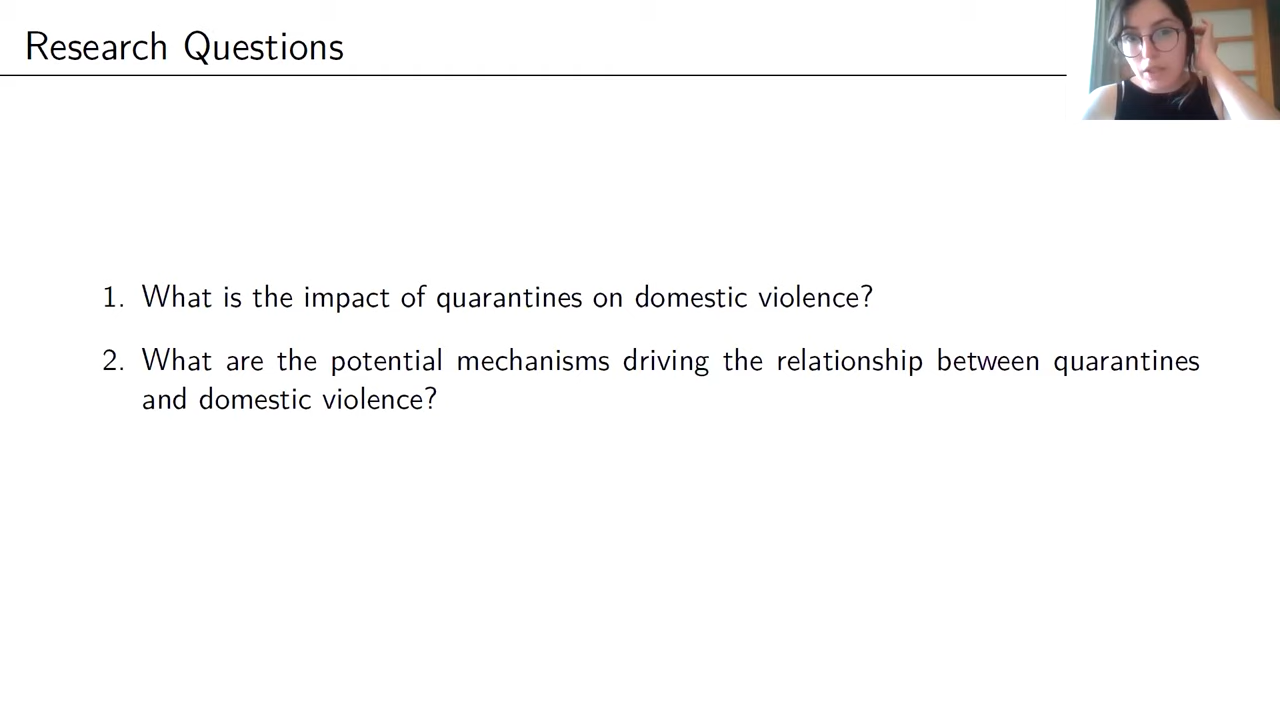 Research Questions
1. What is the impact of quarantines on domestic violence?
2. What are the potential mechanisms driving the relationship between quarantines
and domestic violence?